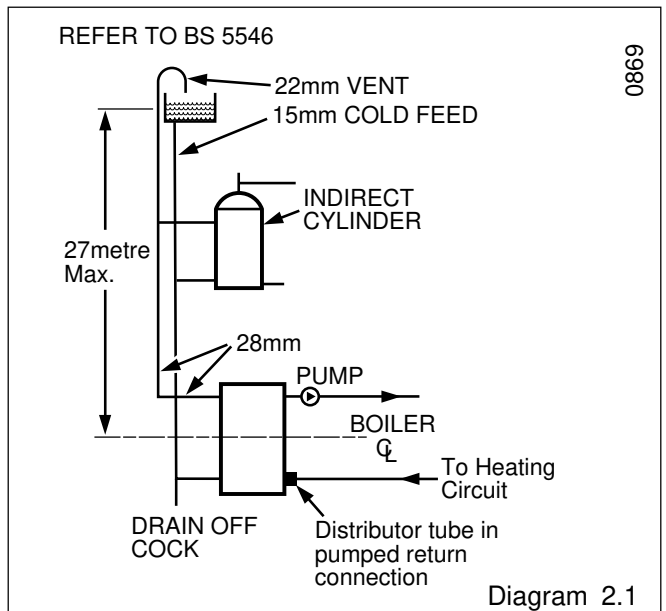 REFER TO BS 5546
0869
22mm VENT
15mm COLD FEED
INDIRECT
CYLINDER
27metre
Max.
28mm
PUMP
BOILER
℄
To Heating
Circuit
DRAIN OFF
COCK
Distributor tube in
pumped return
connection
Diagram 2.1